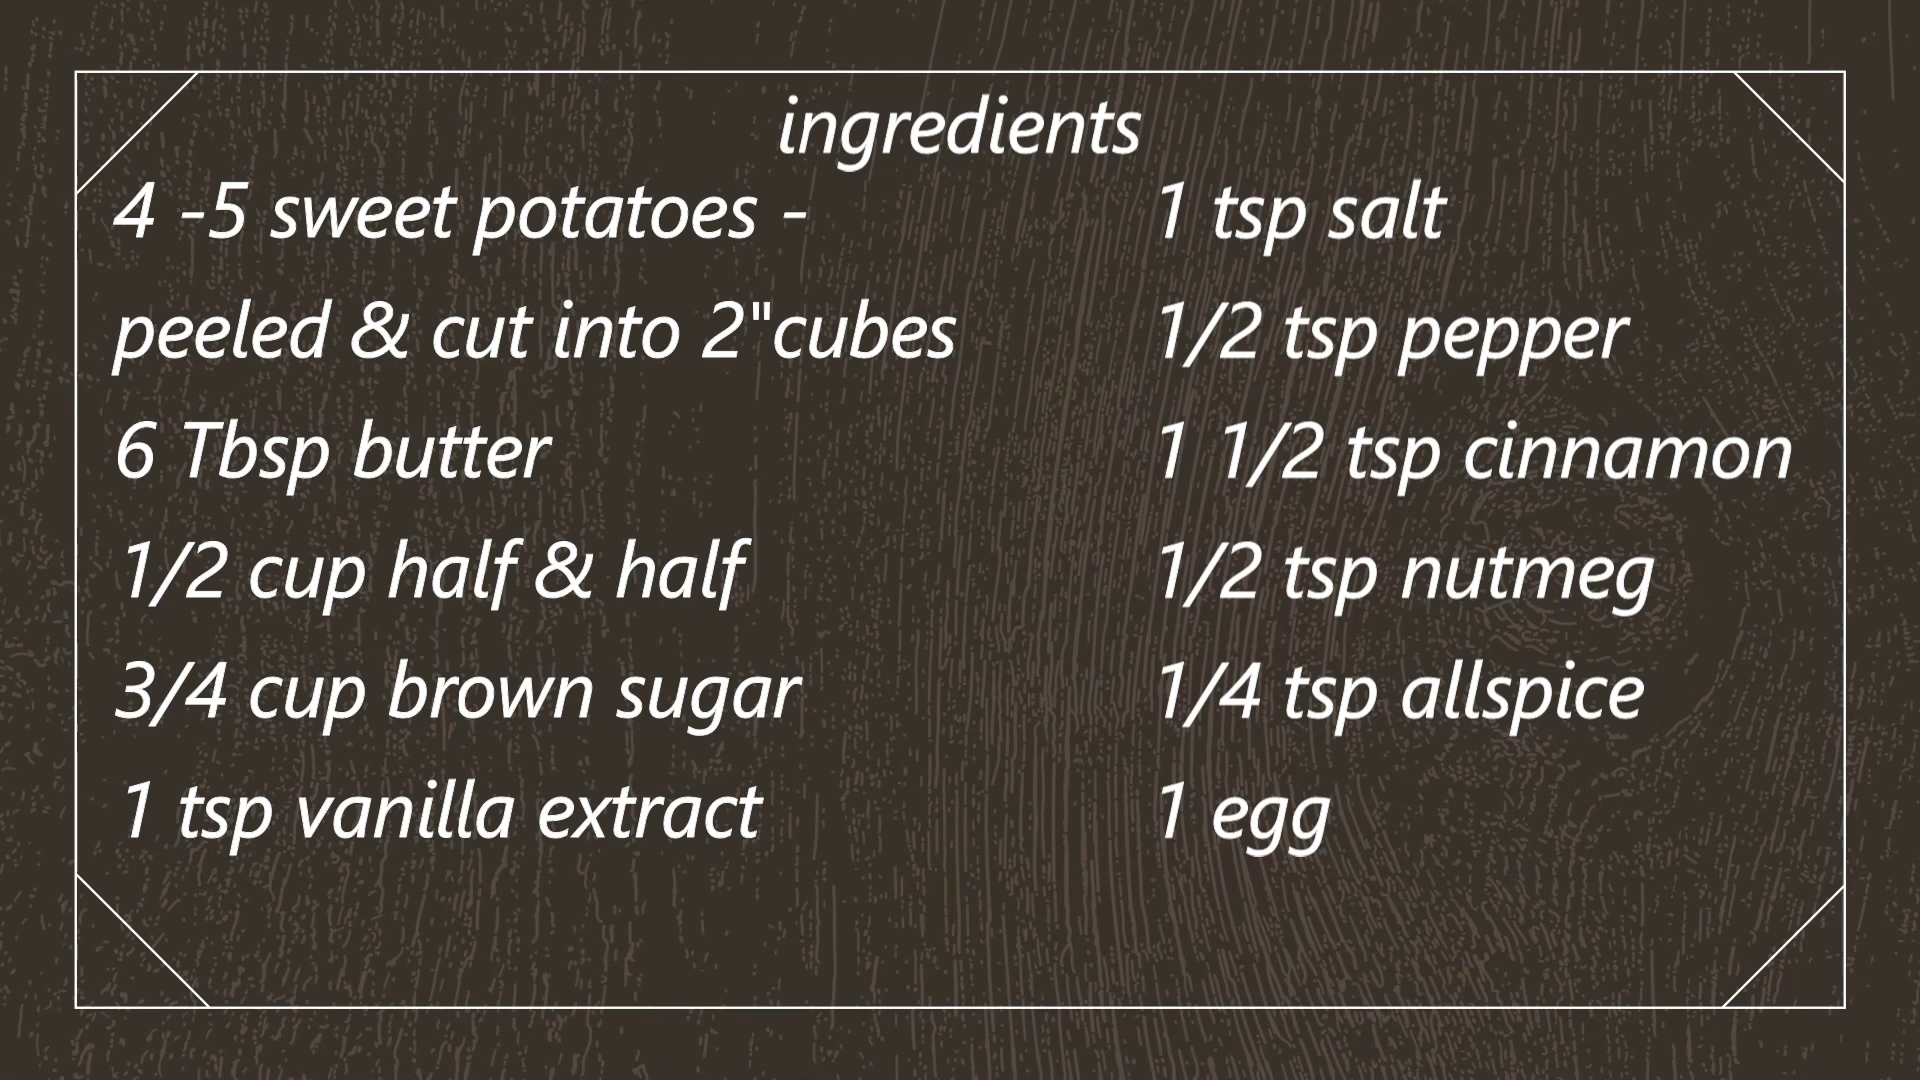 ingredients
4 -5 sweet potatoes -
peeled & cut into 2"cubes
6 Tbsp butter
1/2 cup half & half
3/4 cup brown sugar
1 tsp vanilla extract
1 tsp salt
1/2 tsp pepper
1 1/2 tsp cinnamon
1/2 tsp nutmeg
1/4 tsp allspice
1 egg